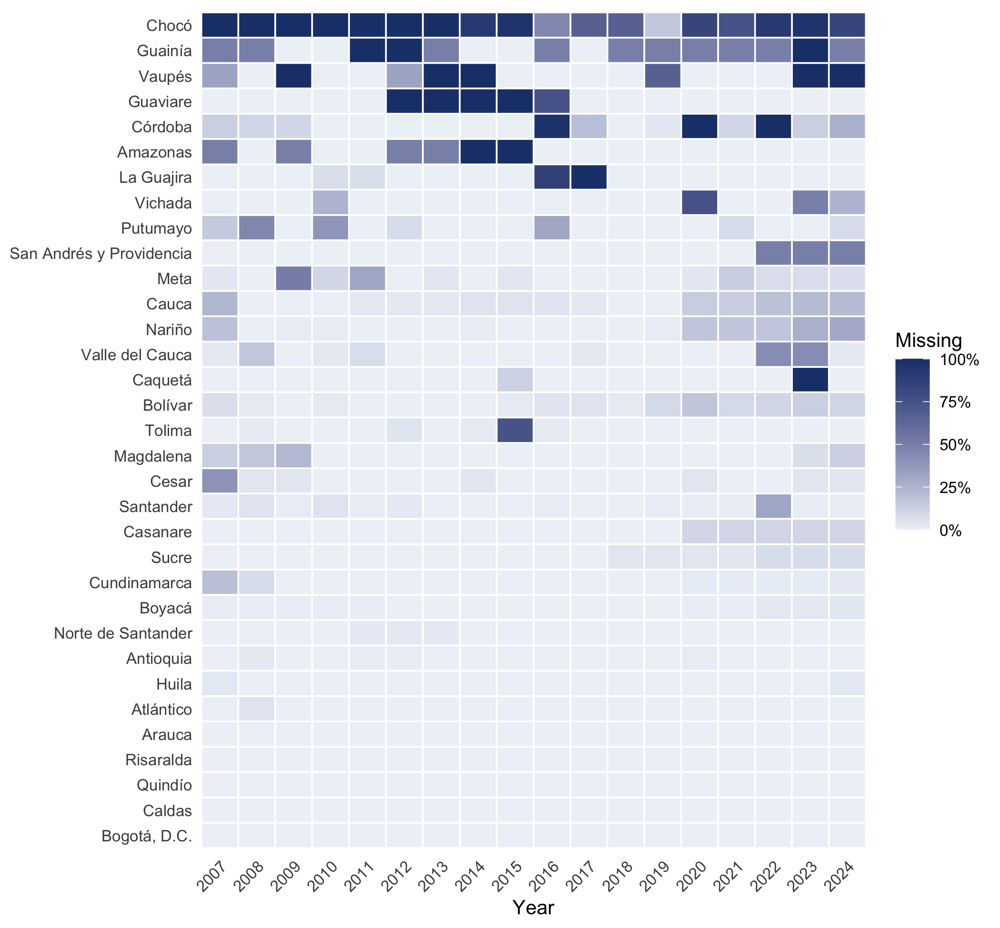 Chocó
Guainía
Vaupés
Guaviare
Córdoba
Amazonas
La Guajira
Vichada
Putumayo
San Andrés y Providencia
Meta
Cauca
Nariño
Valle del Cauca
Caquetá
Bolívar
Tolima
Magdalena
Cesar
Santander
Casanare
Sucre
Cundinamarca
Boyacá
Norte de Santander
Antioquia
Huila
Atlántico
Arauca
Risaralda
Quindío
Caldas
Bogotá, D.C.
2007 2008 2009 2010 2011 2012 2013 2014 2015 2016 2017 2018 2019 2020 2021 2022 2023 2024
Year
Missing
100%
75%
50%
25%
0%